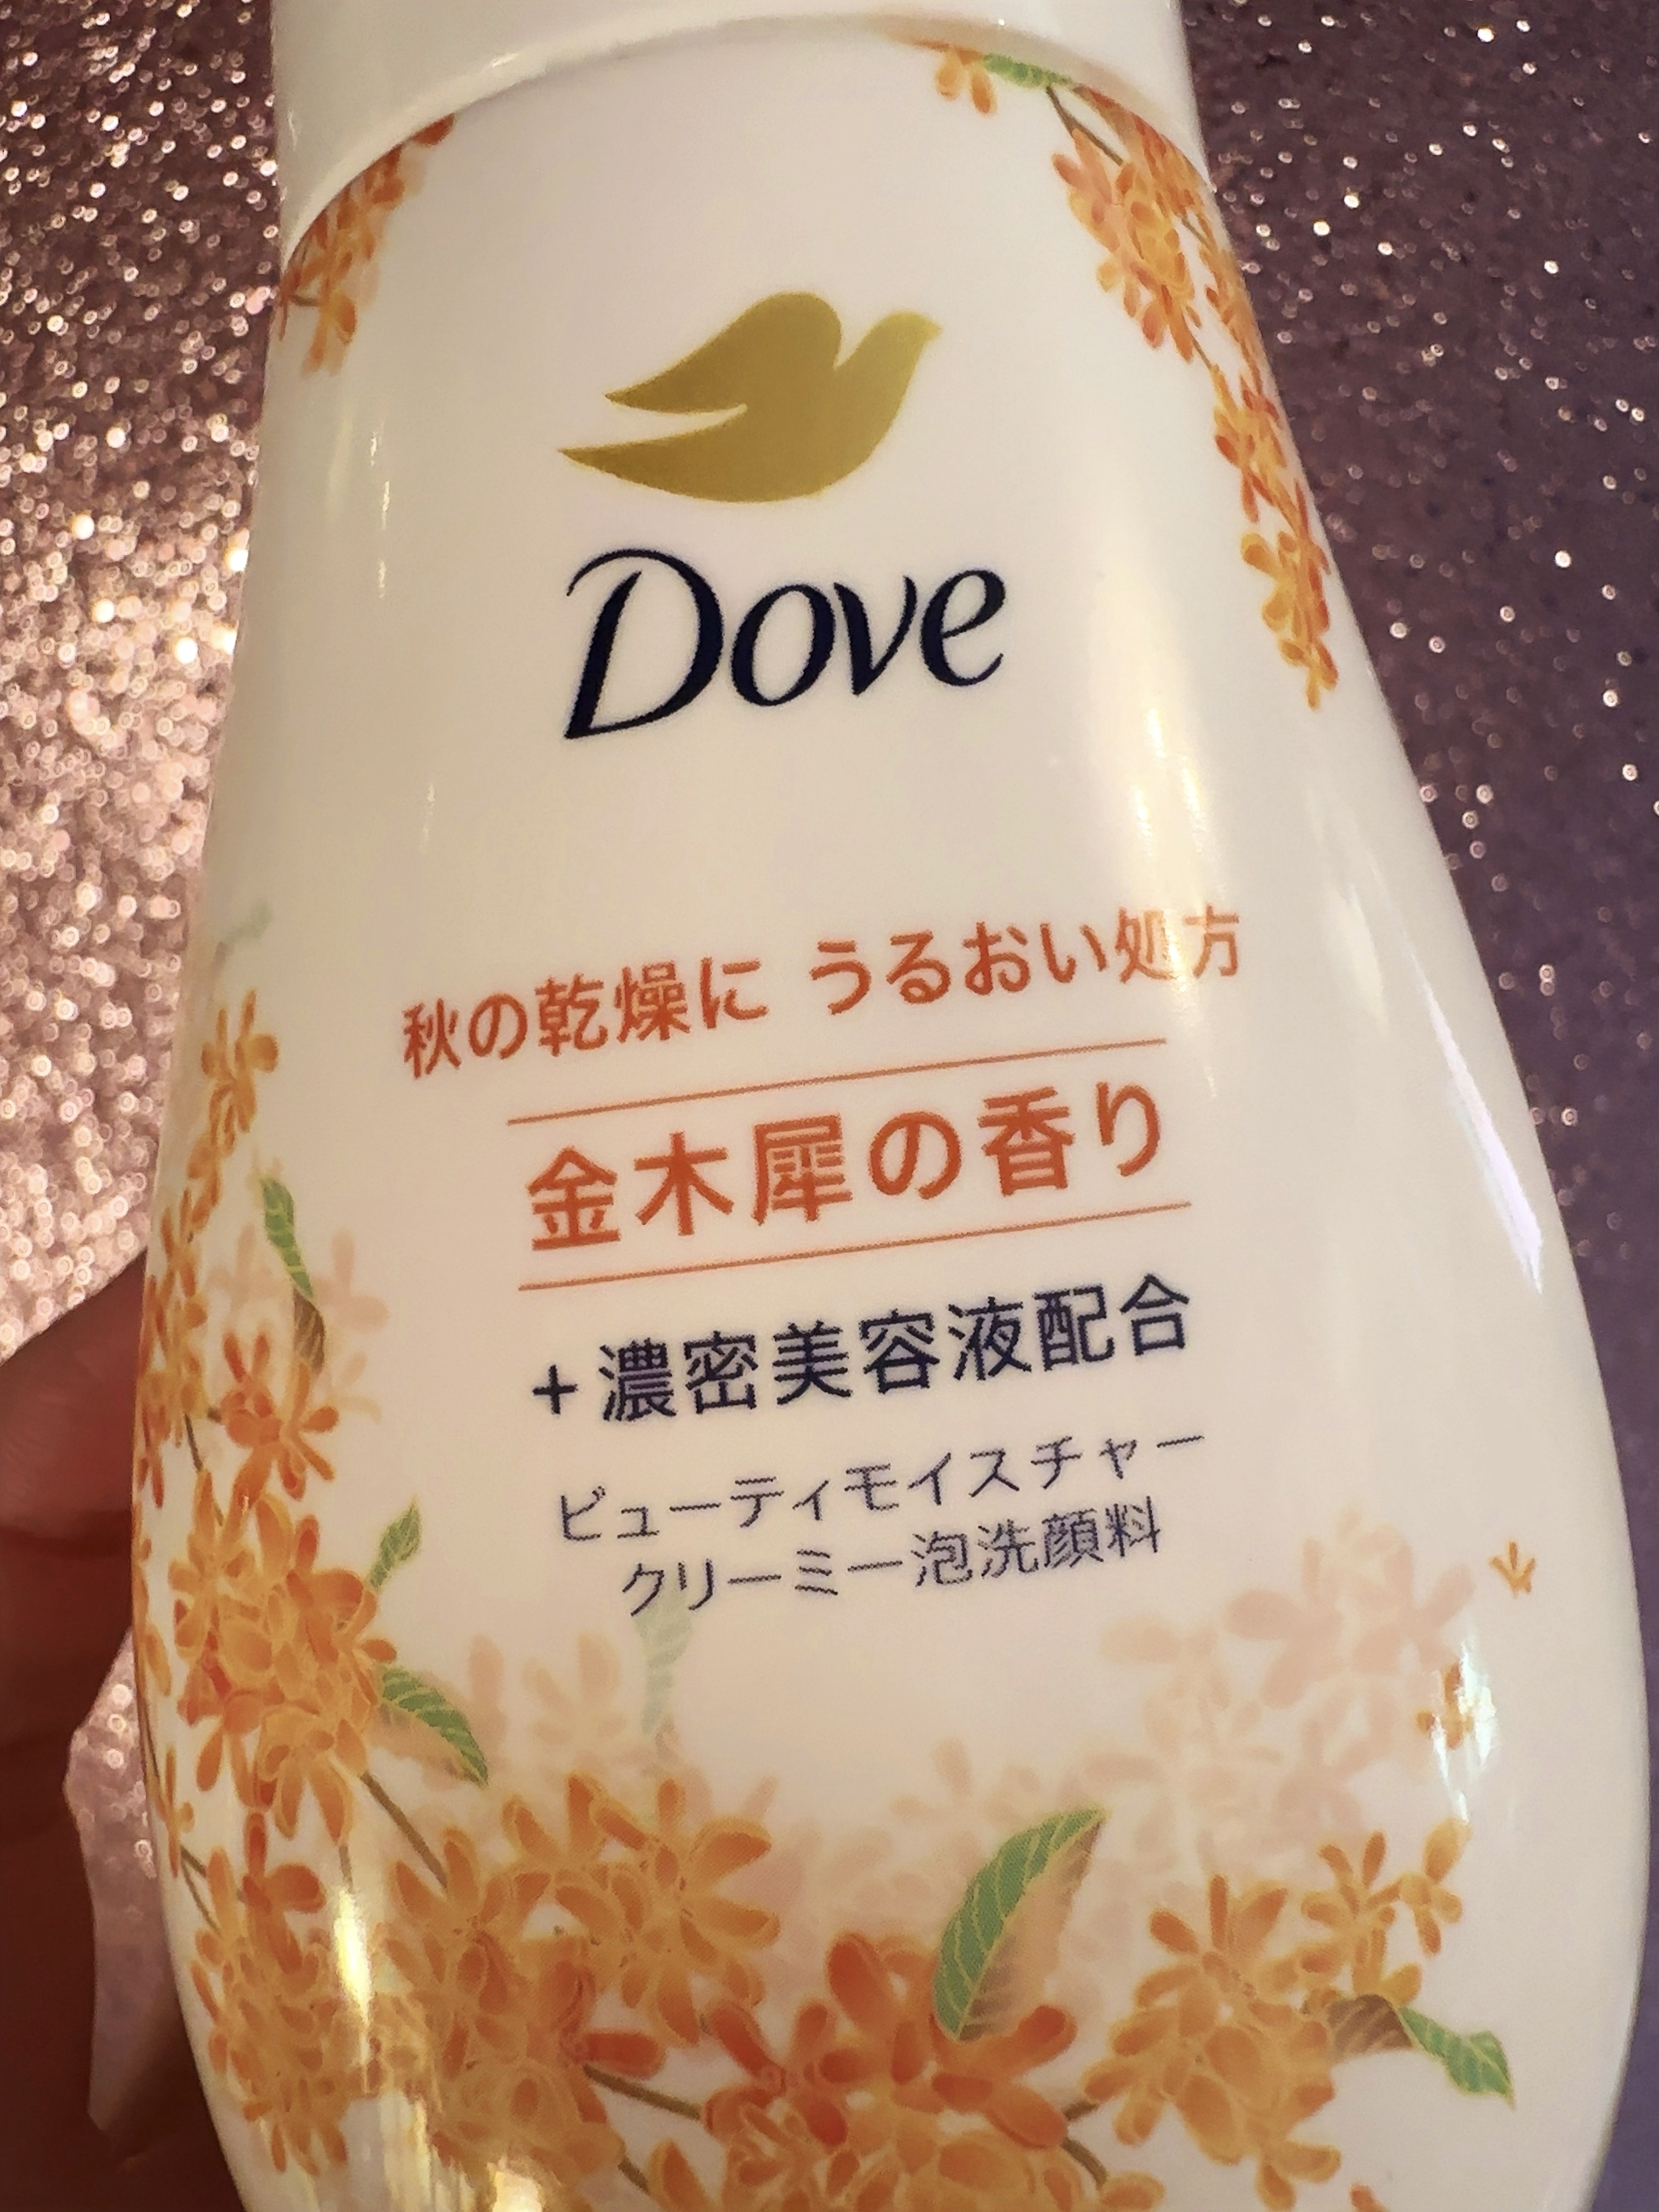 Dove
秋の乾燥に うるおい処方
金木犀の香り
+濃密美容液配合
ビューティモイスチャー
クリーミー泡洗顔料